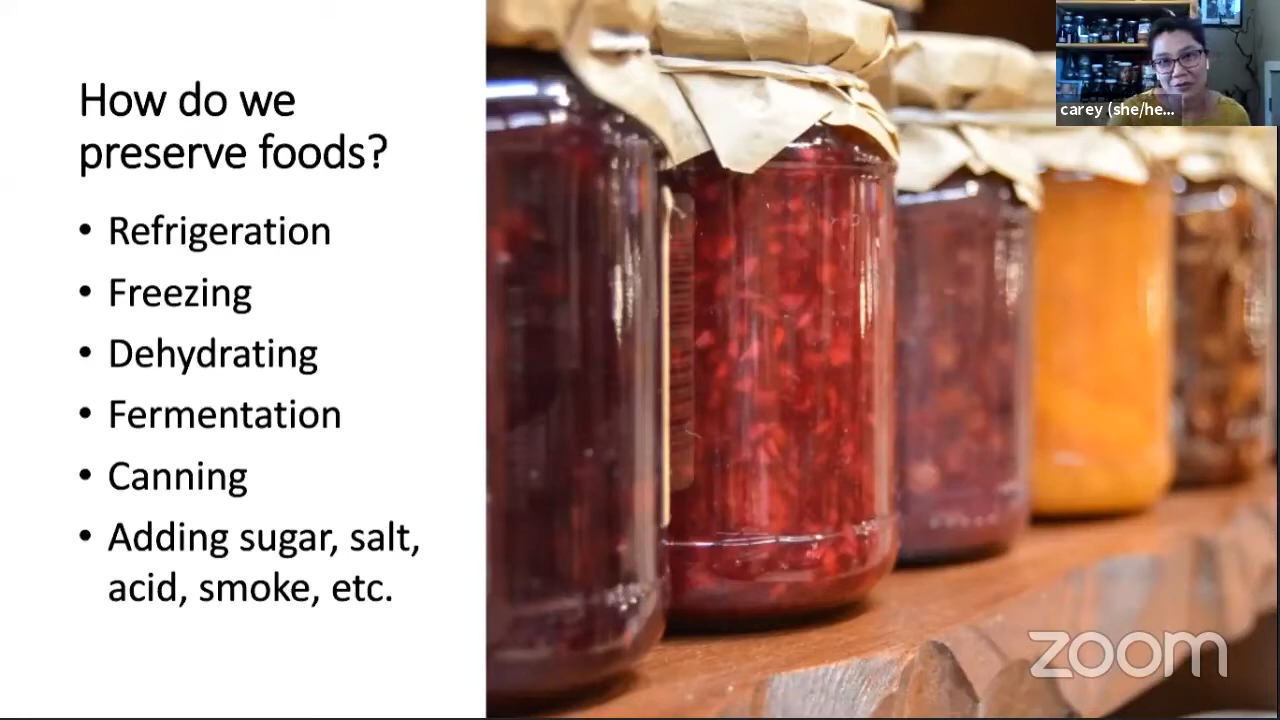 How do we
preserve foods?
• Refrigeration
• Freezing
• Dehydrating
• Fermentation
• Canning
• Adding sugar, salt,
acid, smoke, etc.
carey (she/he...
zoom